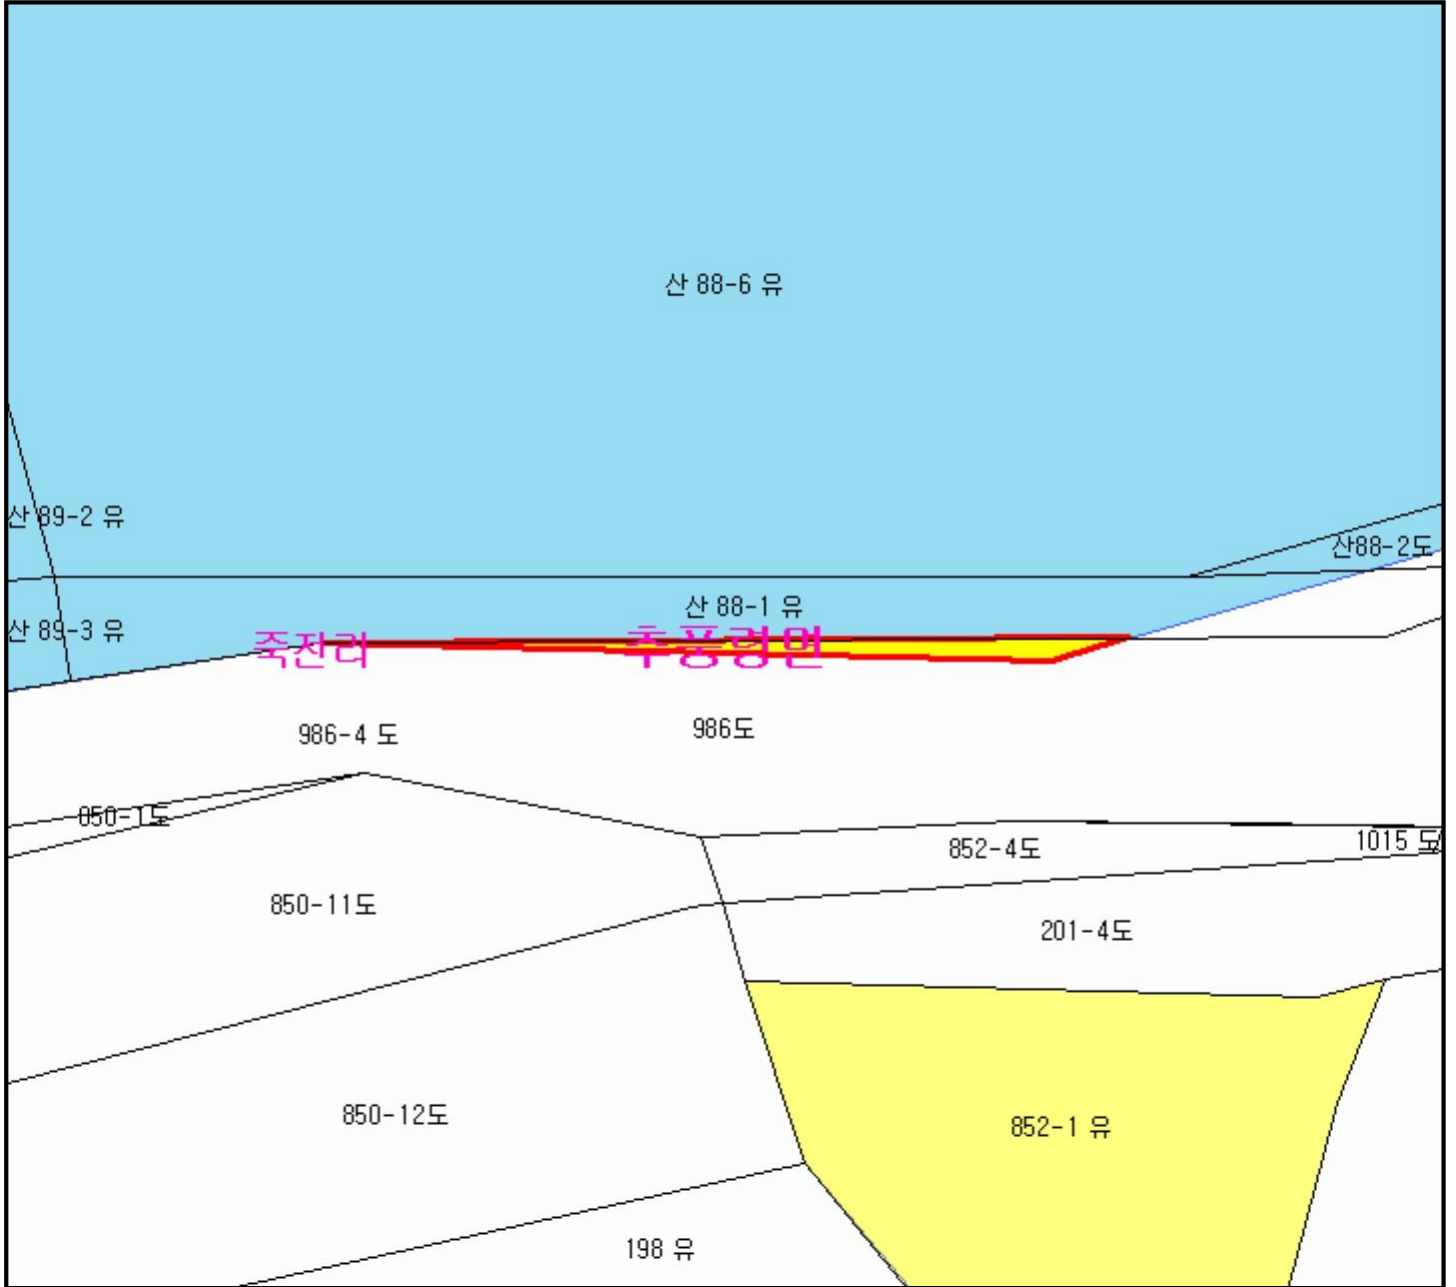 산 88-6 유
산 89-2 유
산88-2도
산 88-1 유
산 89-3 유
죽전리
추풍령면
986-4 도
986도
850-1도
852-4도
1015 도
850-11도
201-4도
850-12도
852-1 유
198 유